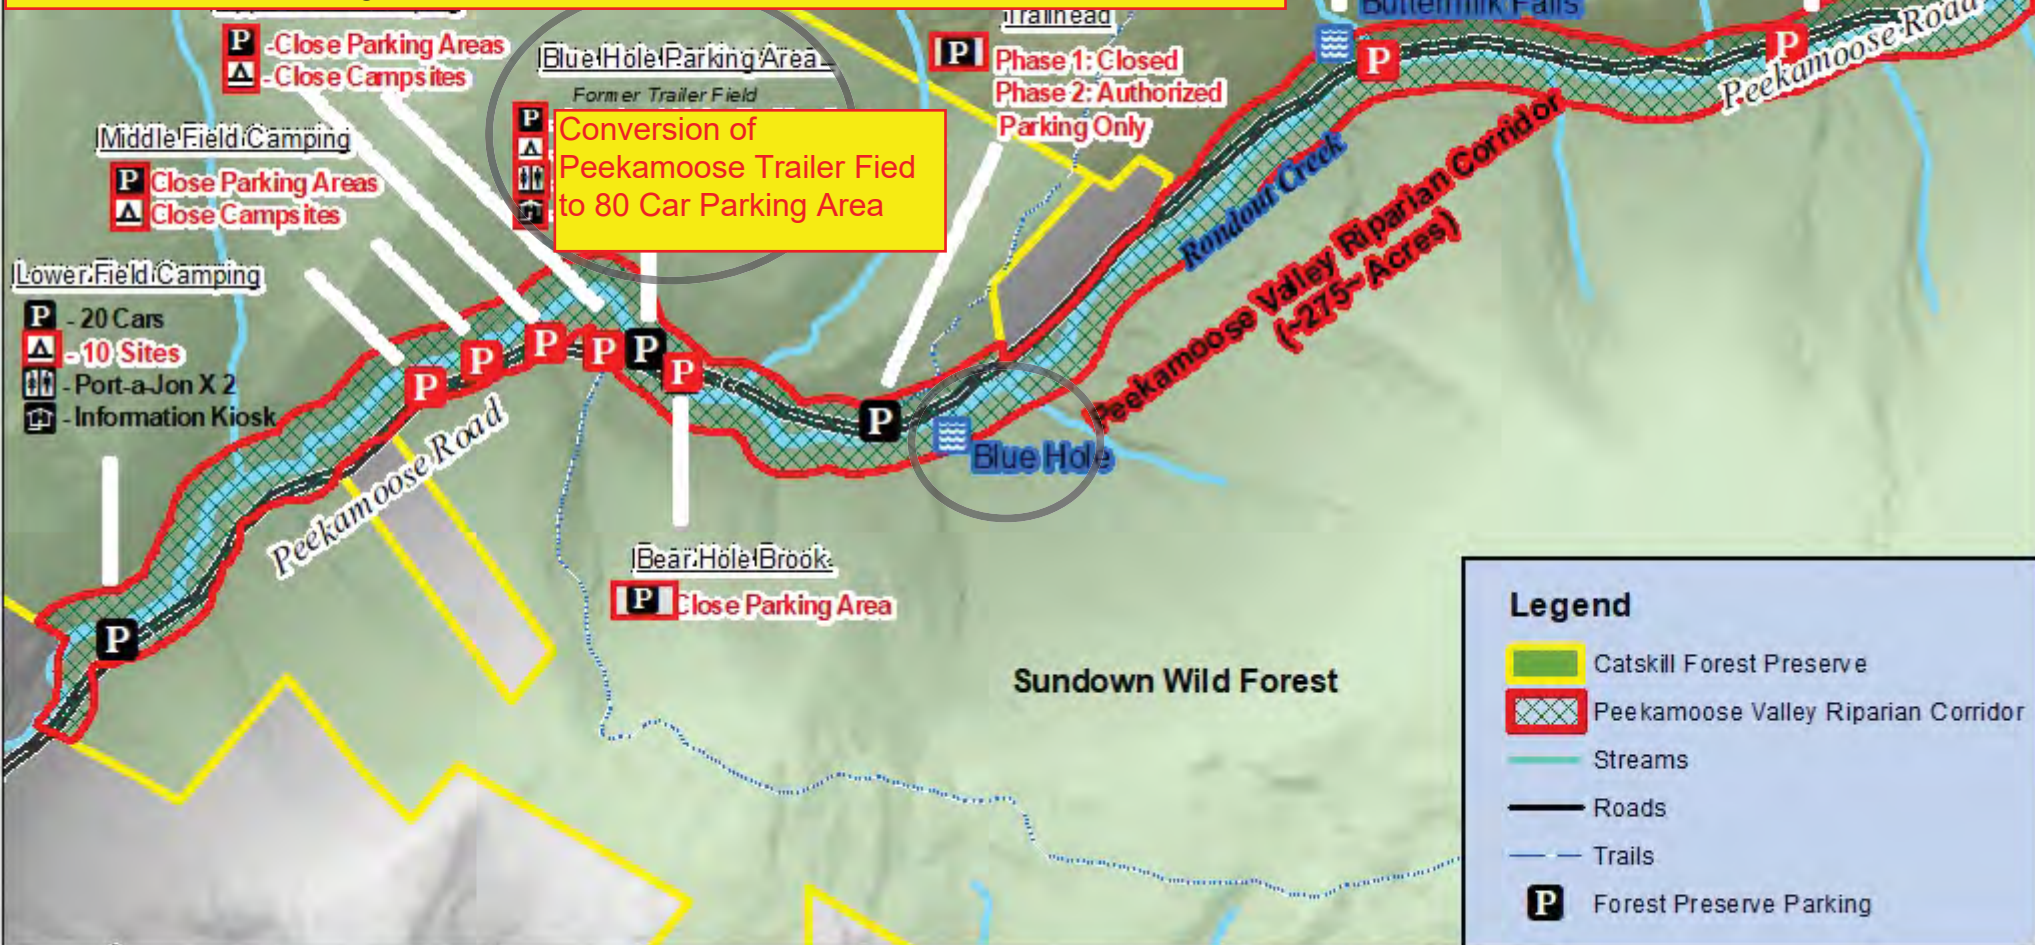 Buttermilk Falls
Trailhead
P
-Close Parking Areas
- Close Campsites
Blue Hole Parking Area
Former Trailer Field
P
Conversion of
Peekamoose Trailer Fied
to 80 Car Parking Area
P
Phase 1: Closed
Phase 2: Authorized
Parking Only
P
P
Peekamoose Road
Middle Field Camping
P
Close Parking Areas
Close Campsites
Rondout Creek
Peekamoose Valley Riparian Corridor
(~275~ Acres)
Lower Field Camping
P - 20 Cars
- 10 Sites
- Port-a-Jon X 2
- Information Kiosk
P
P
P
P
P
P
P
Blue Hole
Peekamoose Road
Bear Hole Brook
P
Close Parking Area
P
Sundown Wild Forest
Legend
Catskill Forest Preserve
Peekamoose Valley Riparian Corridor
Streams
Roads
Trails
P Forest Preserve Parking